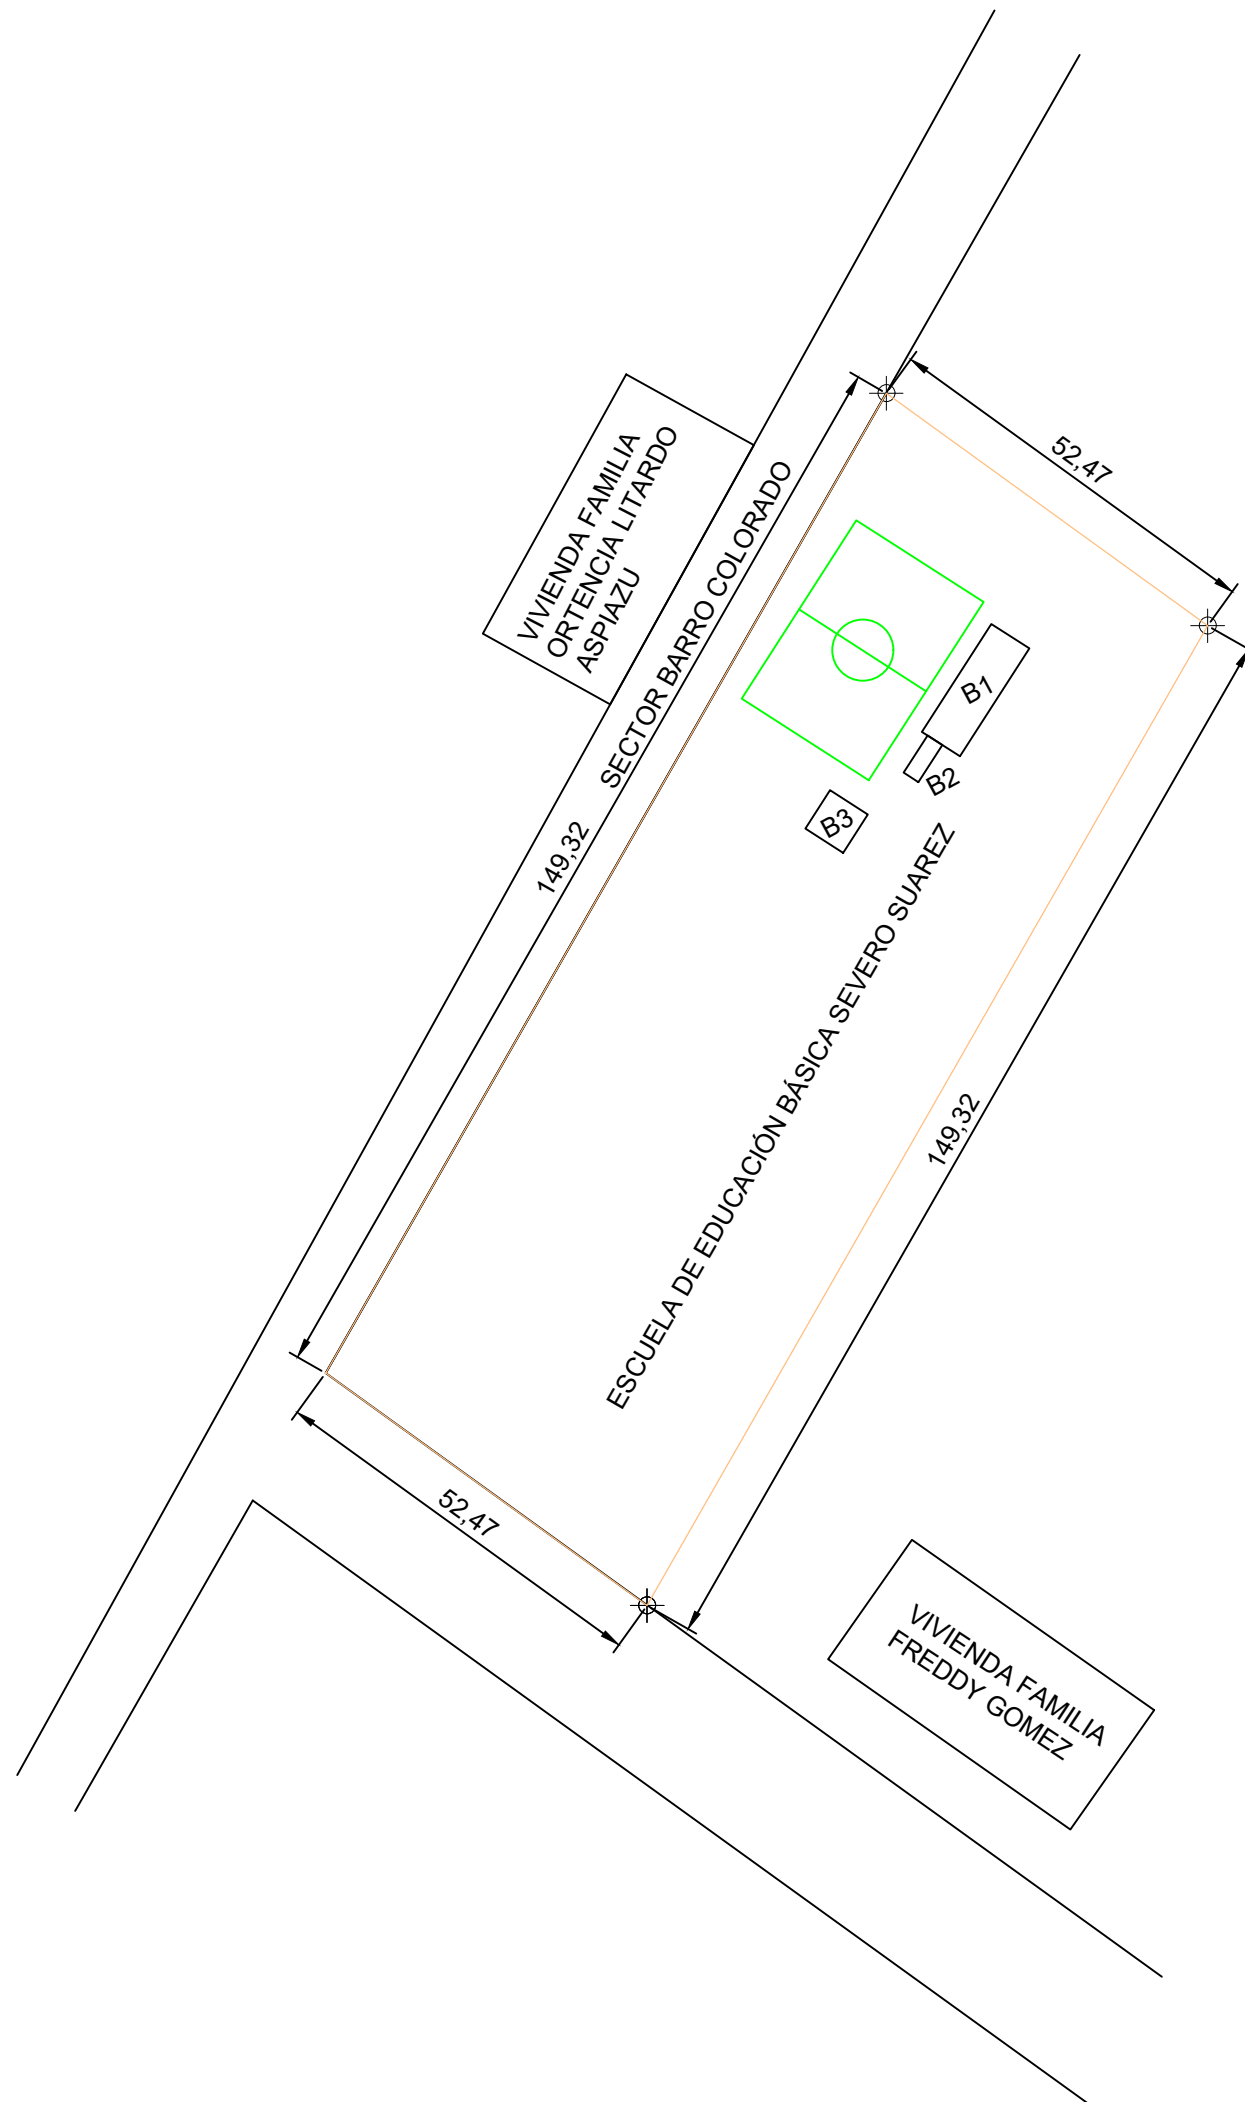 52,47
VIVIENDA FAMILIA
ORTENCIA LITARDO
ASPIAZU
SECTOR BARRO COLORADO
B1
B2
B3
149,32
ESCUELA DE EDUCACIÓN BÁSICA SEVERO SUAREZ
149,32
52,47
VIVIENDA FAMILIA
FREDDY GOMEZ